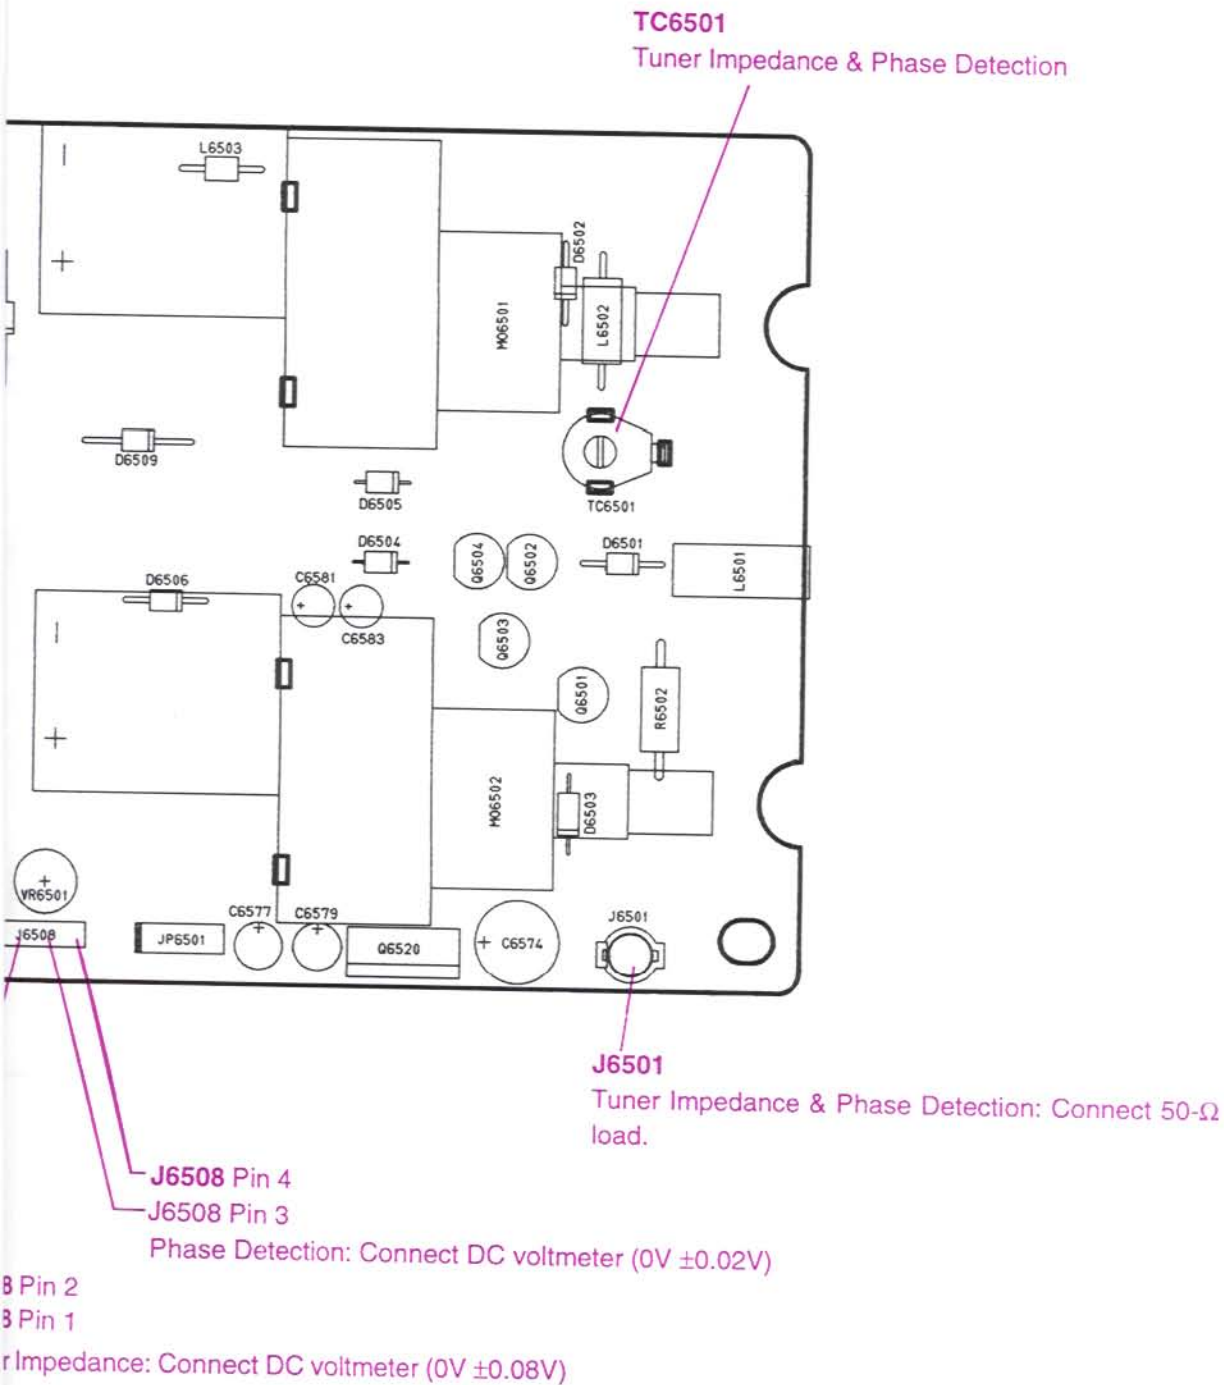 TC6501
Tuner Impedance & Phase Detection
L6503
D6502
M06501
L6502
D6509
D6505
TC6501
D6504
Q6504
Q6502
D6501
L6501
D6506
C6581
C6583
Q6503
Q6501
R6502
M06502
D6503
VR6501
J6508
JP6501
C6577
C6579
Q6520
C6574
J6501
J6501
Tuner Impedance & Phase Detection: Connect 50-Ω
load.
J6508 Pin 4
J6508 Pin 3
Phase Detection: Connect DC voltmeter (0V ±0.02V)
8 Pin 2
8 Pin 1
r Impedance: Connect DC voltmeter (0V ±0.08V)